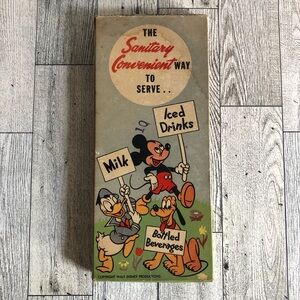 THE
Sanitary
Convenient WAY
TO
SERVE..
Iced
Drinks
Milk
Bottled
Beverages
COPYRIGHT WALT DISNEY PRODUCTIONS